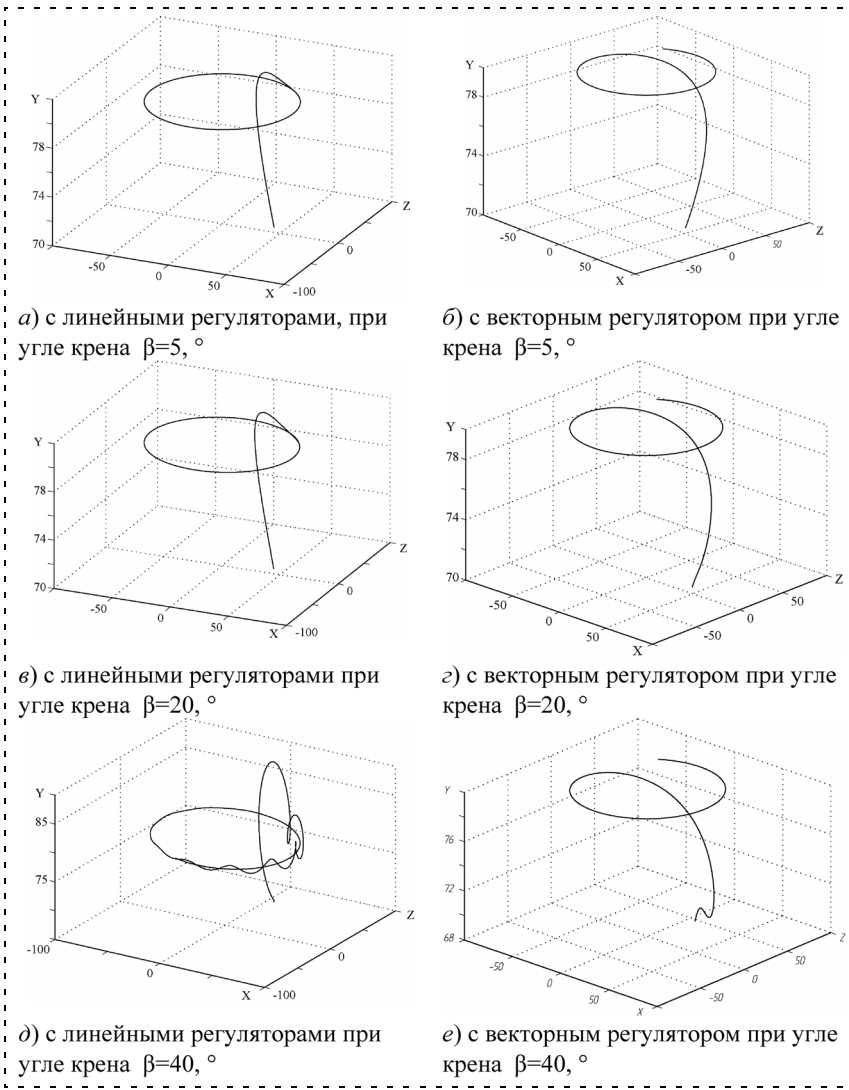 Y
78
74
70
-50
0
50
X
-100
0
Z
а) с линейными регуляторами, при
угле крена β=5, °
Y
78
74
70
-50
0
50
X
-50
0
50
Z
б) с векторным регулятором при угле
крена β=5, °
Y
78
74
70
-50
0
50
X
-100
0
Z
в) с линейными регуляторами при
угле крена β=20, °
Y
78
74
70
-50
0
50
X
-50
0
50
Z
г) с векторным регулятором при угле
крена β=20, °
Y
85
75
-100
0
X
-100
0
Z
д) с линейными регуляторами при
угле крена β=40, °
Y
76
72
68
-50
0
50
X
-50
0
50
Z
е) с векторным регулятором при угле
крена β=40, °